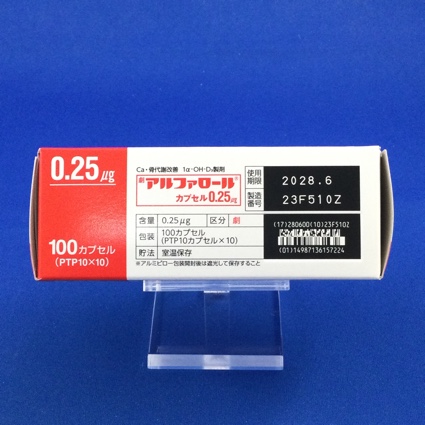 0.25μg
100カプセル
(PTP10×10)
Ca・骨代謝改善 1α-OH-D₃製剤
劇 アルファロール®
カプセル0.25μg
含量 0.25μg 区分 劇
包装 100カプセル
(PTP10カプセル×10)
貯法 室温保存
※アルミピロー包装開封後は遮光して保存すること
使用期限 2028.6
製造番号 23F510Z
(17)280600(10)23F510Z
(01)14987136157224